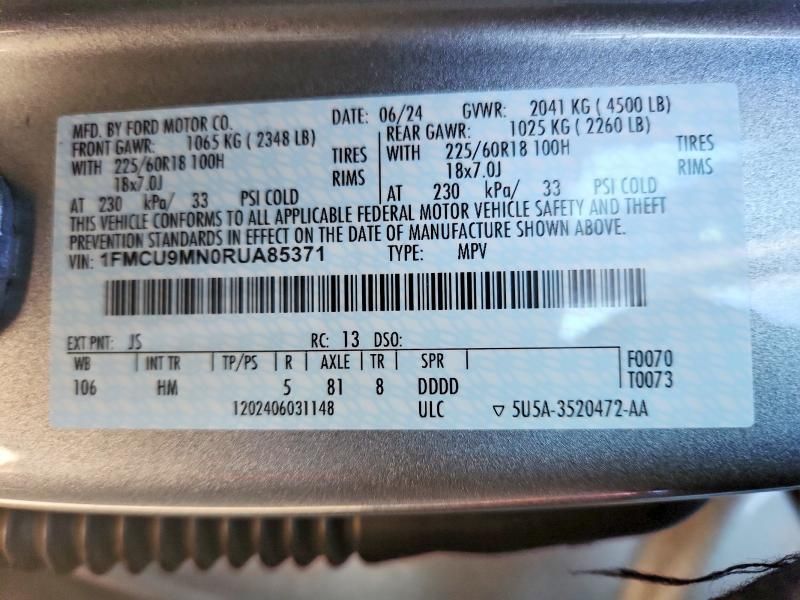 DATE: 06/24 GVWR: 2041 KG ( 4500 LB)
MFD. BY FORD MOTOR CO.
FRONT GAWR: 1065 KG ( 2348 LB) REAR GAWR: 1025 KG ( 2260 LB)
WITH 225/60R18 100H TIRES WITH 225/60R18 100H TIRES
18x7.0J RIMS 18x7.0J RIMS
AT 230 kPa/ 33 PSI COLD AT 230 kPa/ 33 PSI COLD
THIS VEHICLE CONFORMS TO ALL APPLICABLE FEDERAL MOTOR VEHICLE SAFETY AND THEFT
PREVENTION STANDARDS IN EFFECT ON THE DATE OF MANUFACTURE SHOWN ABOVE.
VIN: 1FMCU9MN0RUA85371 TYPE: MPV
EXT PNT: JS RC: 13 DSO:
WB INT TR TP/PS R AXLE TR SPR F0070
106 HM 5 81 8 DDDD T0073
1202406031148 ULC ▽ 5U5A-3520472-AA